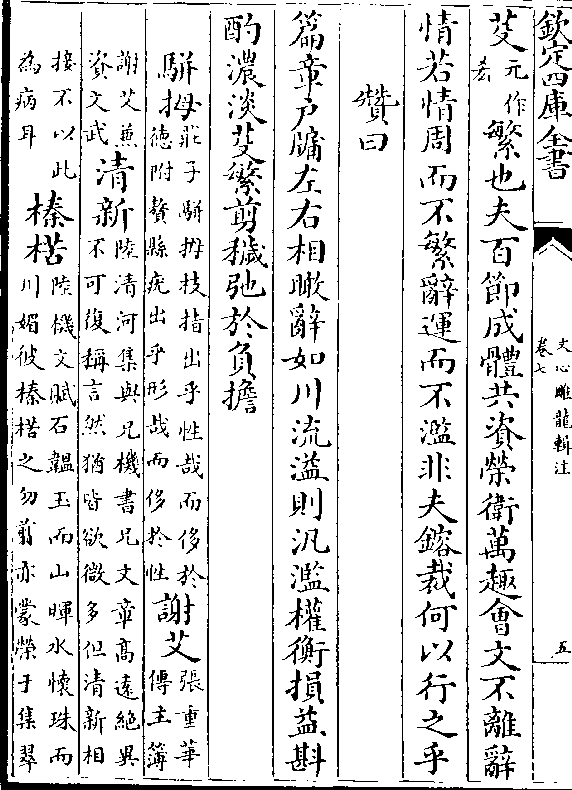 欽定四庫全書
文心雕龍輯注
卷七
五
芟元作繁也夫百節成體共資榮衛萬趣會文不離辭
情若情周而不繁辭運而不濫非夫鎔裁何以行之乎
贊曰
篇章戶牖左右相瞰辭如川流溢則汎濫權衡損益斟
酌濃淡芟繁剪穢弛於負擔
駢拇莊子駢拇枝指出乎性哉而侈於德附贅縣疣出乎形哉而侈於性謝艾張重華傳主簿
謝艾兼資文武清新陸清河集與兄機書兄文章高遠絕異不可復稱言然猶皆欲微多但清新相
接不以此為病耳榛楛陸機文賦石韞玉而山暉水懷珠而川媚彼榛楛之勿剪亦蒙榮于集翠